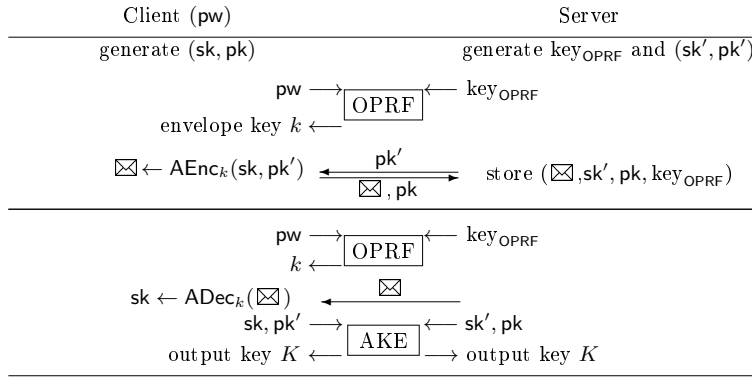 Client (pw) Server
generate (sk, pk) generate key_OPRF and (sk′, pk′)
pw → OPRF ← key_OPRF
envelope key k ←
pk′
✉ ← AEnc_k(sk, pk′) store (✉,sk′, pk, key_OPRF)
✉, pk
pw → OPRF ← key_OPRF
k ←
✉
sk ← ADec_k(✉)
sk, pk′ → AKE ← sk′, pk
output key K ← → output key K